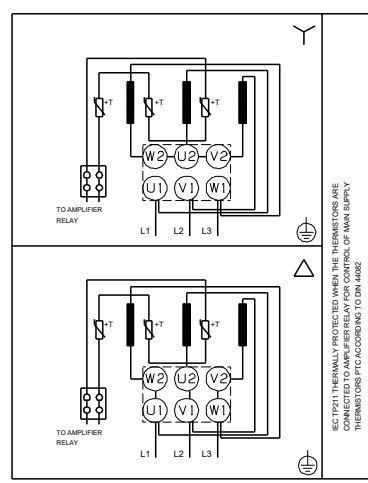 +T +T +T
W2 U2 V2
U1 V1 W1
TO AMPLIFIER
RELAY
L1 L2 L3
+T +T +T
W2 U2 V2
U1 V1 W1
TO AMPLIFIER
RELAY
L1 L2 L3
IEC TP211 THERMALLY PROTECTED WHEN THE THERMISTORS ARE
CONNECTED TO AMPLIFIER RELAY FOR CONTROL OF MAIN SUPPLY
THERMISTORS PTC ACCORDING TO DIN 44082